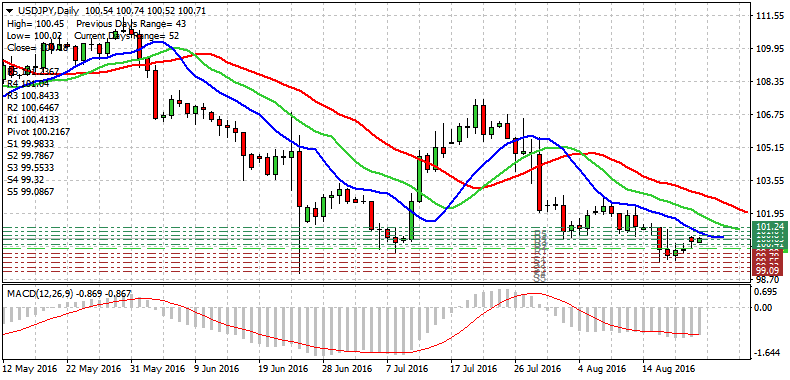 USDJPY,Daily 100.54 100.74 100.52 100.71
High= 100.45 Previous Days Range= 43
Low= 100.02 Current Days Range= 52
Close=
R4 101.04
R3 100.8433
R2 100.6467
R1 100.4133
Pivot 100.2167
S1 99.9833
S2 99.7867
S3 99.5533
S4 99.32
S5 99.0867
111.55
109.95
108.35
106.75
105.15
103.55
101.95
101.24
99.09
98.70
MACD(12,26,9) -0.869 -0.867
0.695
0.00
-1.644
12 May 2016 22 May 2016 31 May 2016 9 Jun 2016 19 Jun 2016 28 Jun 2016 7 Jul 2016 17 Jul 2016 26 Jul 2016 4 Aug 2016 14 Aug 2016